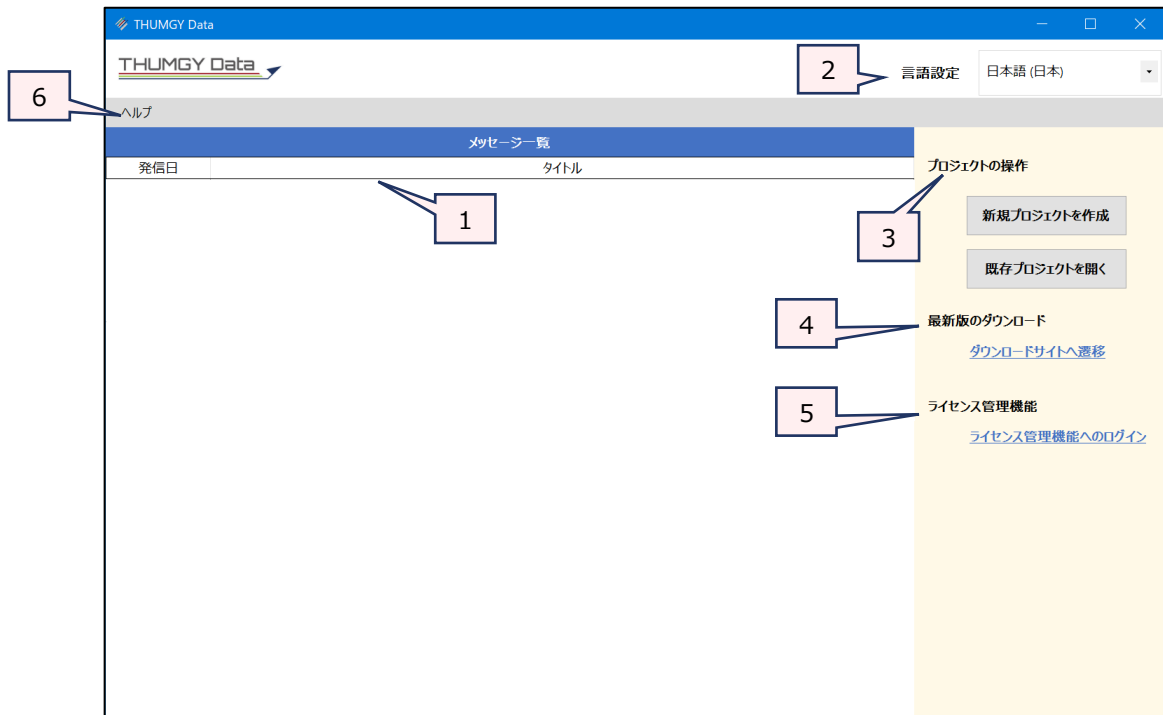 THUMGY Data
THUMGY Data
2
言語設定
日本語 (日本)
6
ヘルプ
メッセージ一覧
発信日 タイトル
1
プロジェクトの操作
3
新規プロジェクトを作成
既存プロジェクトを開く
4
最新版のダウンロード
ダウンロードサイトへ遷移
5
ライセンス管理機能
ライセンス管理機能へのログイン